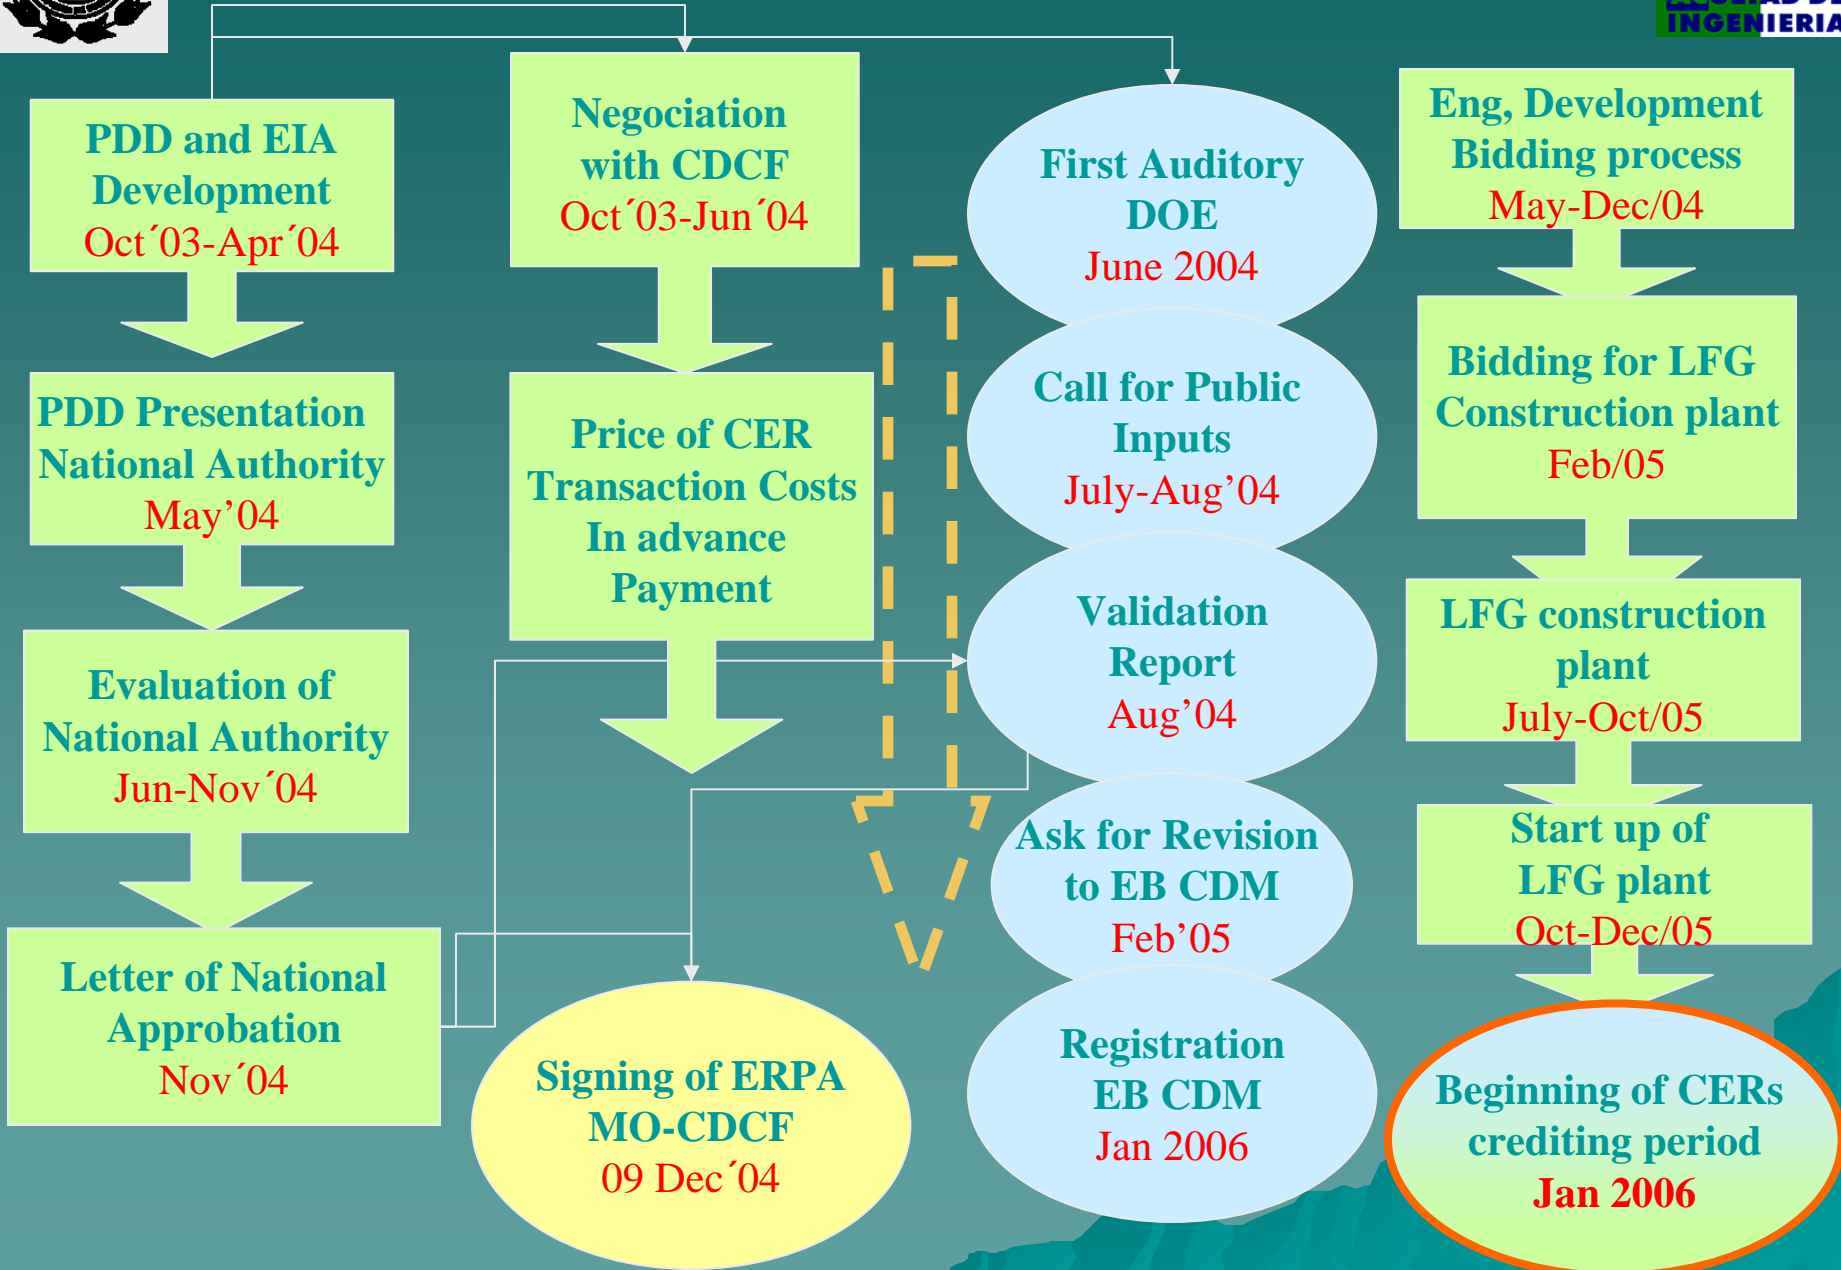 INGENIERIA
PDD and EIA
Development
Oct´03-Apr´04
PDD Presentation
National Authority
May’04
Evaluation of
National Authority
Jun-Nov´04
Letter of National
Approbation
Nov´04
Negociation
with CDCF
Oct´03-Jun´04
Price of CER
Transaction Costs
In advance
Payment
Signing of ERPA
MO-CDCF
09 Dec´04
First Auditory
DOE
June 2004
Call for Public
Inputs
July-Aug’04
Validation
Report
Aug’04
Ask for Revision
to EB CDM
Feb’05
Registration
EB CDM
Jan 2006
Eng, Development
Bidding process
May-Dec/04
Bidding for LFG
Construction plant
Feb/05
LFG construction
plant
July-Oct/05
Start up of
LFG plant
Oct-Dec/05
Beginning of CERs
crediting period
Jan 2006